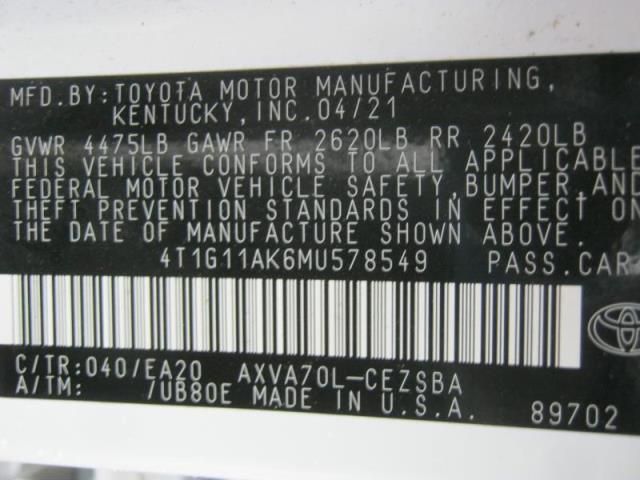 MFD.BY:TOYOTA MOTOR MANUFACTURING,
KENTUCKY,INC.04/21
GVWR 4475LB GAWR FR 2620LB RR 2420LB
THIS VEHICLE CONFORMS TO ALL APPLICABLE
FEDERAL MOTOR VEHICLE SAFETY,BUMPER,AND
THEFT PREVENTION STANDARDS IN EFFECT ON
THE DATE OF MANUFACTURE SHOWN ABOVE.
4T1G11AK6MU578549 PASS.CAR
C/TR:040/EA20 AXVA70L-CEZSBA
A/TM: /UB80E MADE IN U.S.A. 89702